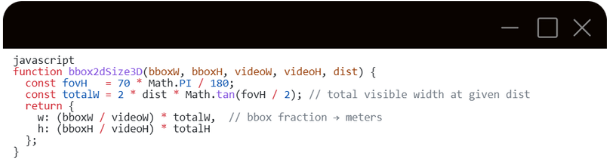 javascript
function bbox2dSize3D(bboxW, bboxH, videoW, videoH, dist) {
  const fovH   = 70 * Math.PI / 180;
  const totalW = 2 * dist * Math.tan(fovH / 2); // total visible width at given dist
  return {
    w: (bboxW / videoW) * totalW,  // bbox fraction → meters
    h: (bboxH / videoH) * totalH
  };
}